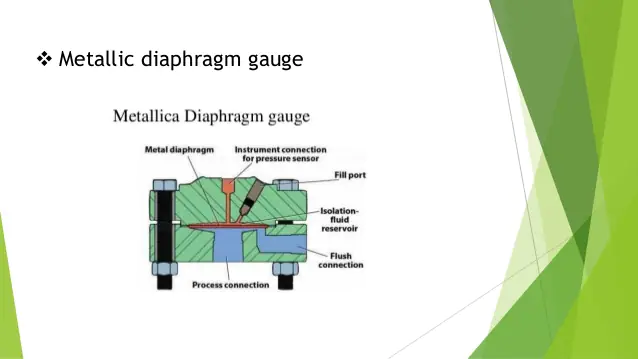 ❖ Metallic diaphragm gauge
Metallica Diaphragm gauge
Metal diaphragm
Instrument connection
for pressure sensor
Fill port
Isolation-
fluid
reservoir
Flush
connection
Process connection